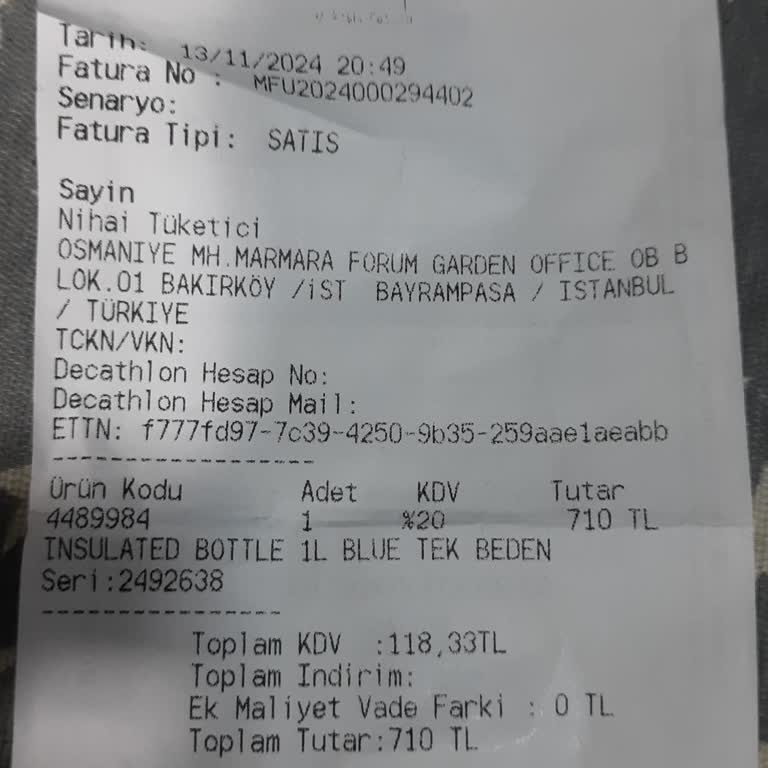 Tarih: 13/11/2024 20:49
Fatura No : MFU2024000294402
Senaryo:
Fatura Tipi: SATIS
Sayin
Nihai Tüketici
OSMANIYE MH.MARMARA FORUM GARDEN OFFICE OB B
LOK.01 BAKIRKÖY /iST BAYRAMPASA / ISTANBUL
/ TÜRKIYE
TCKN/VKN:
Decathlon Hesap No:
Decathlon Hesap Mail:
ETTN: f777fd97-7c39-4250-9b35-259aae1aeabb
------------------
Ürün Kodu Adet KDV Tutar
4489984 1 %20 710 TL
INSULATED BOTTLE 1L BLUE TEK BEDEN
Seri:2492638
-----------------
Toplam KDV :118,33TL
Toplam Indirim:
Ek Maliyet Vade Farki : 0 TL
Toplam Tutar:710 TL